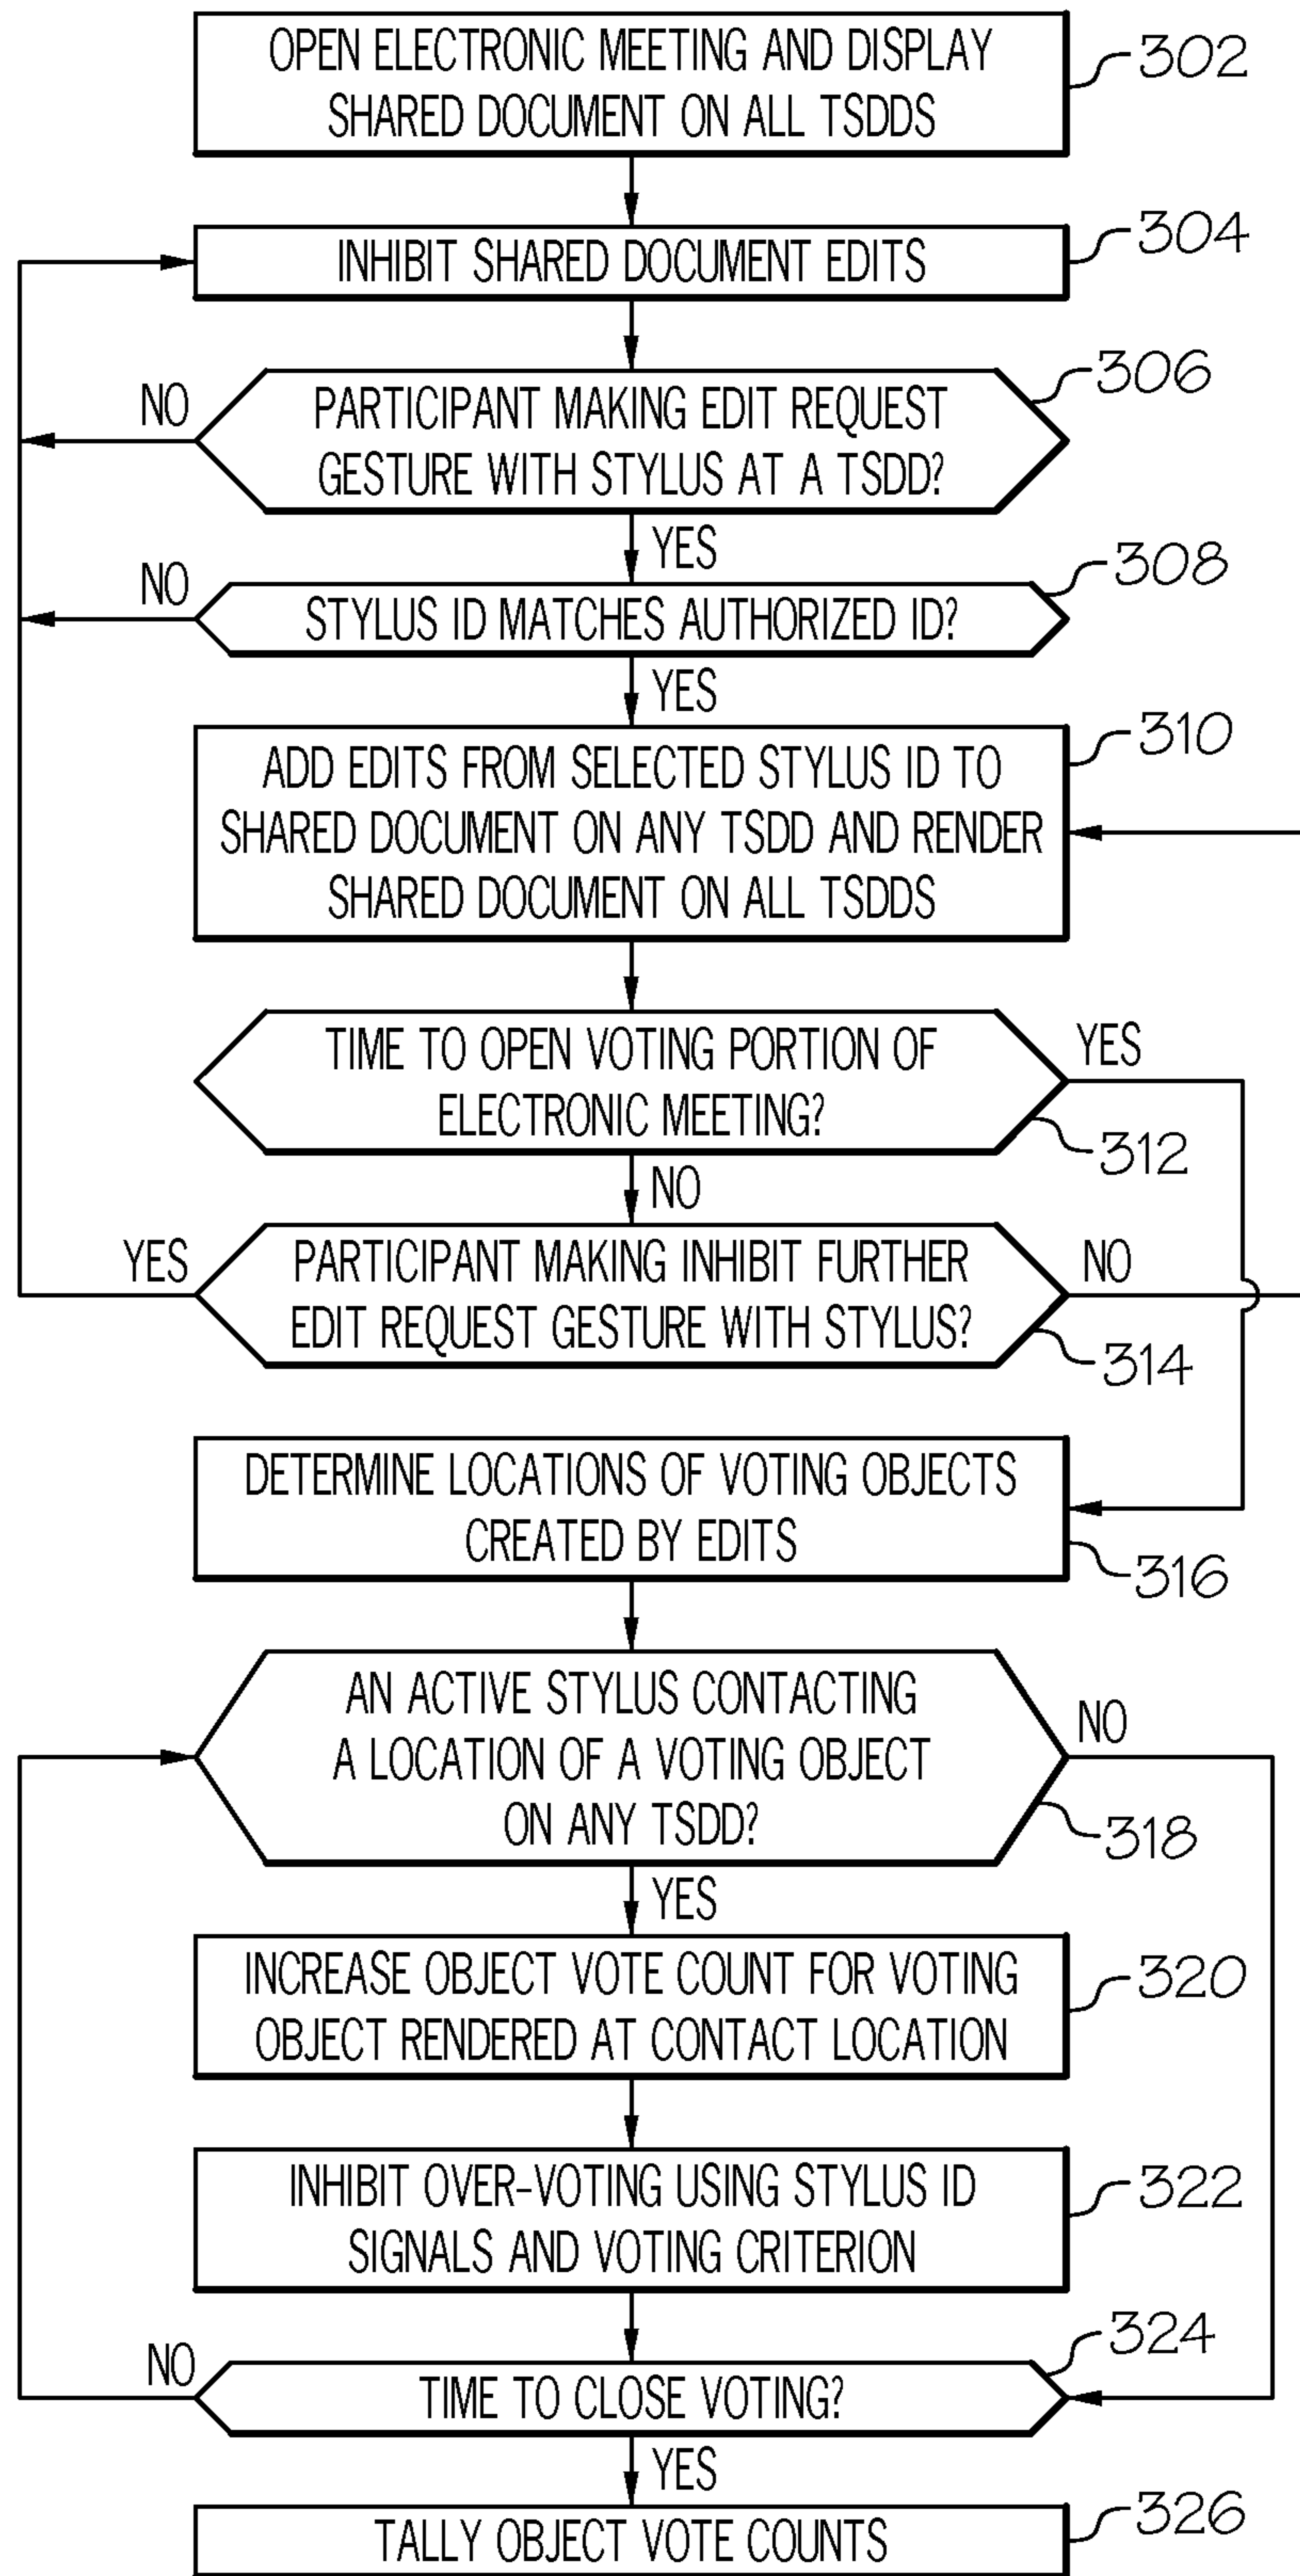 OPEN ELECTRONIC MEETING AND DISPLAY
SHARED DOCUMENT ON ALL TSDDS
302
INHIBIT SHARED DOCUMENT EDITS
304
PARTICIPANT MAKING EDIT REQUEST
GESTURE WITH STYLUS AT A TSDD?
306
NO
YES
STYLUS ID MATCHES AUTHORIZED ID?
308
NO
YES
ADD EDITS FROM SELECTED STYLUS ID TO
SHARED DOCUMENT ON ANY TSDD AND RENDER
SHARED DOCUMENT ON ALL TSDDS
310
TIME TO OPEN VOTING PORTION OF
ELECTRONIC MEETING?
YES
312
NO
PARTICIPANT MAKING INHIBIT FURTHER
EDIT REQUEST GESTURE WITH STYLUS?
YES
NO
314
DETERMINE LOCATIONS OF VOTING OBJECTS
CREATED BY EDITS
316
AN ACTIVE STYLUS CONTACTING
A LOCATION OF A VOTING OBJECT
ON ANY TSDD?
NO
318
YES
INCREASE OBJECT VOTE COUNT FOR VOTING
OBJECT RENDERED AT CONTACT LOCATION
320
INHIBIT OVER-VOTING USING STYLUS ID
SIGNALS AND VOTING CRITERION
322
324
NO
TIME TO CLOSE VOTING?
YES
TALLY OBJECT VOTE COUNTS
326